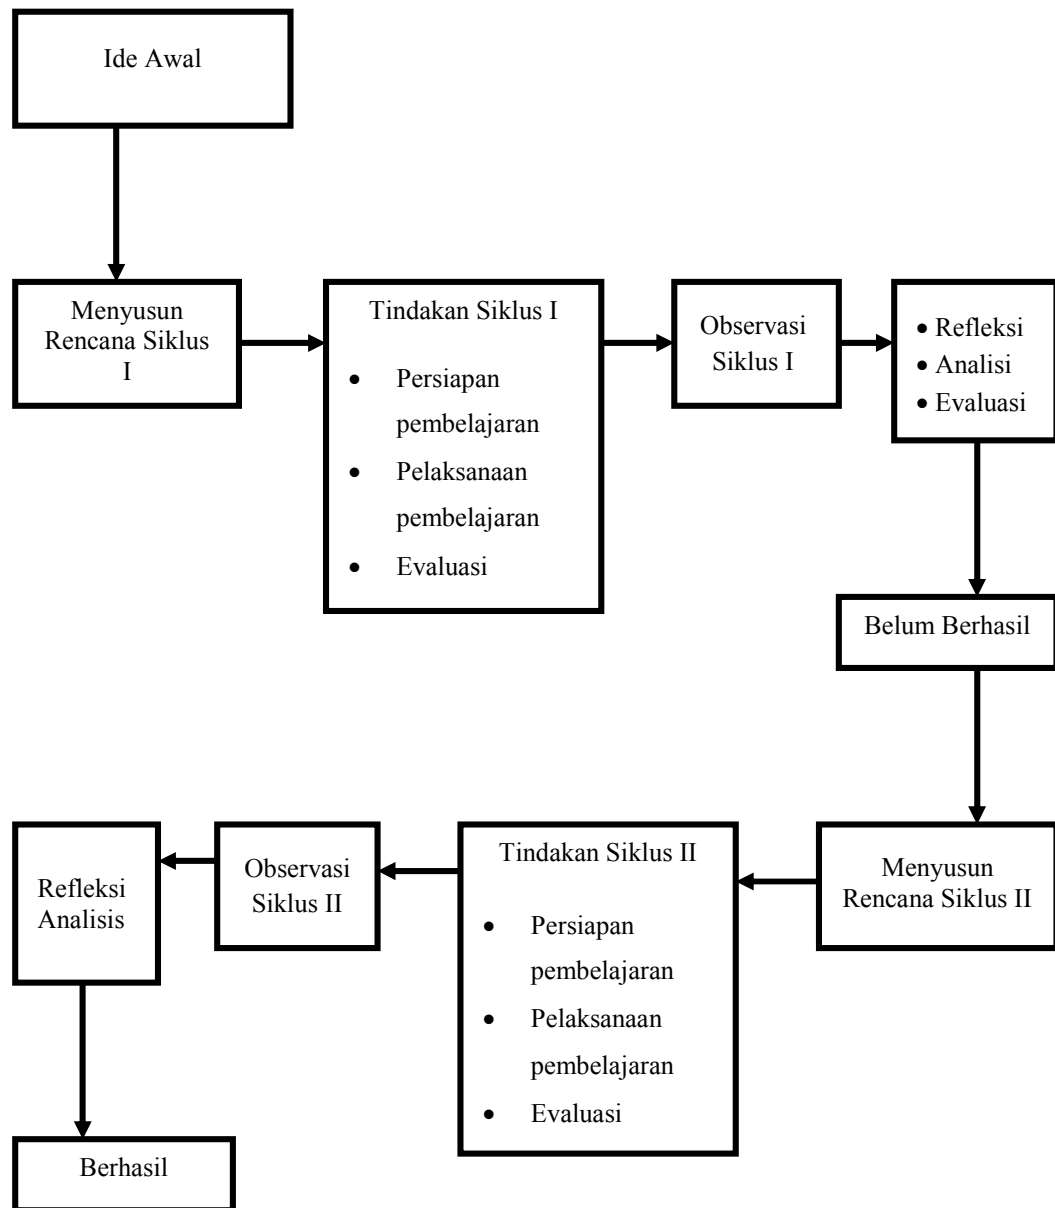 Ide Awal
Menyusun
Rencana Siklus
I
Tindakan Siklus I
• Persiapan
pembelajaran
• Pelaksanaan
pembelajaran
• Evaluasi
Observasi
Siklus I
• Refleksi
• Analisi
• Evaluasi
Belum Berhasil
Menyusun
Rencana Siklus II
Tindakan Siklus II
• Persiapan
pembelajaran
• Pelaksanaan
pembelajaran
• Evaluasi
Observasi
Siklus II
Refleksi
Analisis
Berhasil